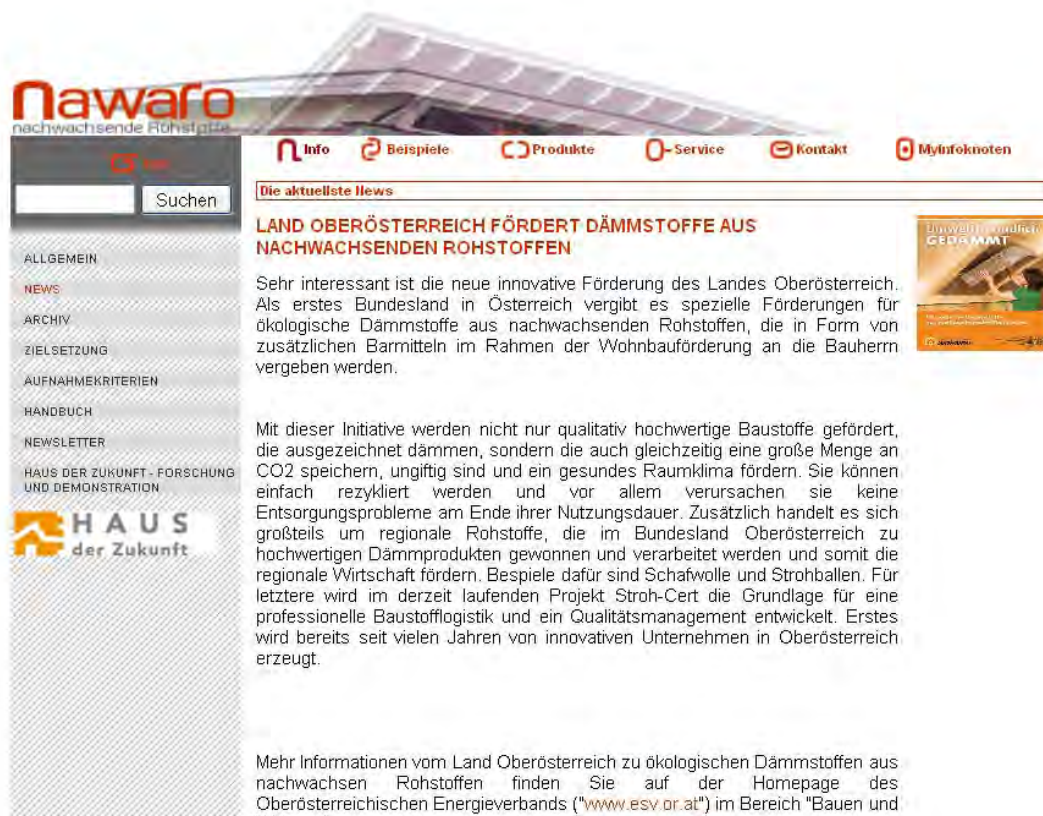 nawaro
nachwachsende Rohstoffe
Info
Beispiele
Produkte
Service
Kontakt
Myinfoknoten
Suchen
Die aktuellste News
ALLGEMEIN
NEWS
ARCHIV
ZIELSETZUNG
AUFNAHMEKRITERIEN
HANDBUCH
NEWSLETTER
HAUS DER ZUKUNFT - FORSCHUNG
UND DEMONSTRATION
HAUS
der Zukunft
LAND OBERÖSTERREICH FÖRDERT DÄMMSTOFFE AUS
NACHWACHSENDEN ROHSTOFFEN
Sehr interessant ist die neue innovative Förderung des Landes Oberösterreich.
Als erstes Bundesland in Österreich vergibt es spezielle Förderungen für
ökologische Dämmstoffe aus nachwachsenden Rohstoffen, die in Form von
zusätzlichen Barmitteln im Rahmen der Wohnbauförderung an die Bauherrn
vergeben werden.
Mit dieser Initiative werden nicht nur qualitativ hochwertige Baustoffe gefördert,
die ausgezeichnet dämmen, sondern die auch gleichzeitig eine große Menge an
CO2 speichern, ungiftig sind und ein gesundes Raumklima fördern. Sie können
einfach rezykliert werden und vor allem verursachen sie keine
Entsorgungsprobleme am Ende ihrer Nutzungsdauer. Zusätzlich handelt es sich
großteils um regionale Rohstoffe, die im Bundesland Oberösterreich zu
hochwertigen Dämmprodukten gewonnen und verarbeitet werden und somit die
regionale Wirtschaft fördern. Bespiele dafür sind Schafwolle und Strohballen. Für
letztere wird im derzeit laufenden Projekt Stroh-Cert die Grundlage für eine
professionelle Baustofflogistik und ein Qualitätsmanagement entwickelt. Erstes
wird bereits seit vielen Jahren von innovativen Unternehmen in Oberösterreich
erzeugt.
Mehr Informationen vom Land Oberösterreich zu ökologischen Dämmstoffen aus
nachwachsen Rohstoffen finden Sie auf der Homepage des
Oberösterreichischen Energieverbands ("www.esv.or.at") im Bereich "Bauen und
Umweltfreundlich
GEDÄMMT